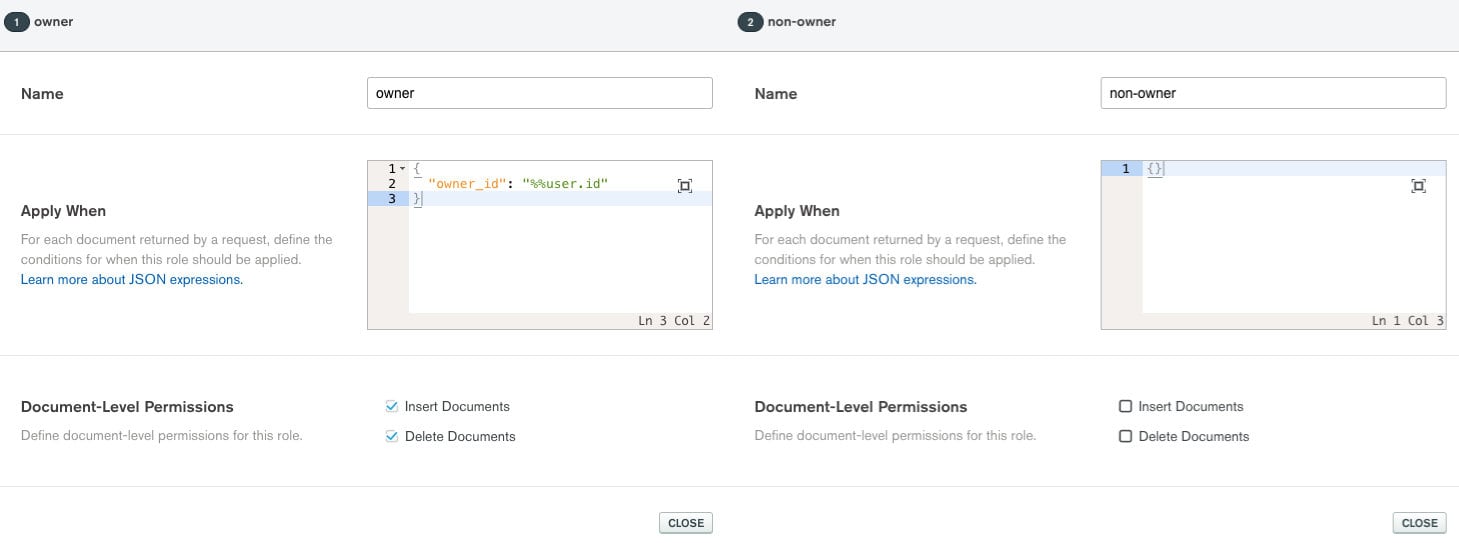 1 owner
Name
owner
Apply When
For each document returned by a request, define the
conditions for when this role should be applied.
Learn more about JSON expressions.
1 {
2 "owner_id": "%%user.id"
3 }
Ln 3 Col 2
Document-Level Permissions
Define document-level permissions for this role.
Insert Documents
Delete Documents
CLOSE
2 non-owner
Name
non-owner
Apply When
For each document returned by a request, define the
conditions for when this role should be applied.
Learn more about JSON expressions.
1 {}
Ln 1 Col 3
Document-Level Permissions
Define document-level permissions for this role.
Insert Documents
Delete Documents
CLOSE